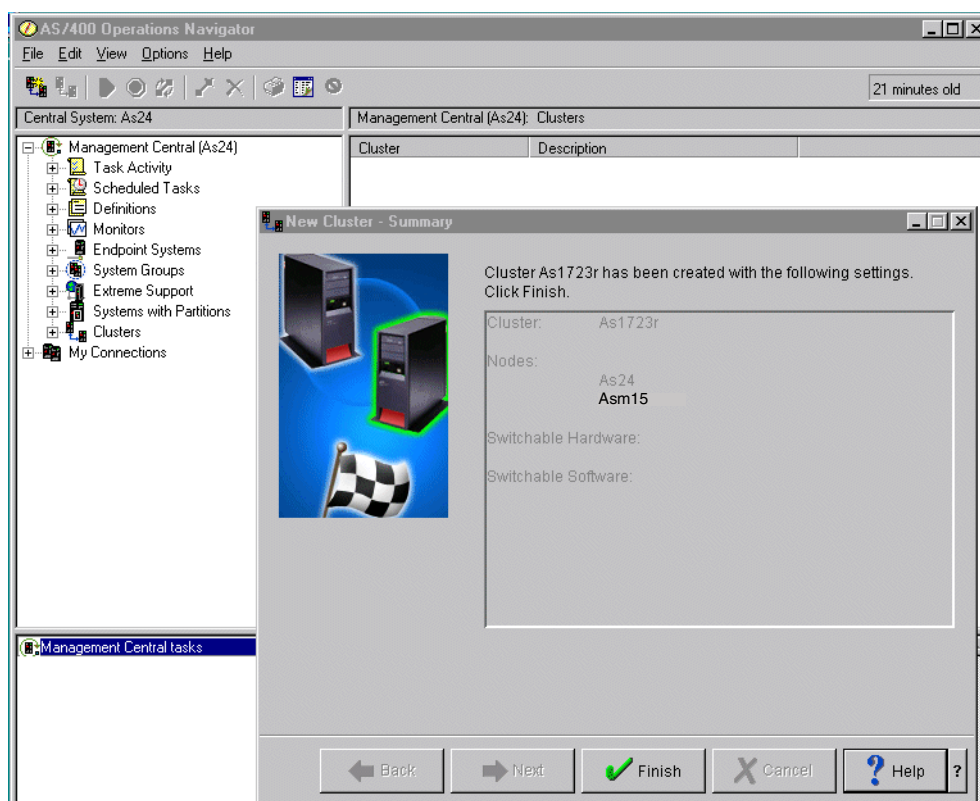 AS/400 Operations Navigator
File Edit View Options Help
21 minutes old
Central System: As24
Management Central (As24): Clusters
Management Central (As24)
Task Activity
Scheduled Tasks
Definitions
Monitors
Endpoint Systems
System Groups
Extreme Support
Systems with Partitions
Clusters
My Connections
Cluster Description
New Cluster - Summary
Cluster As1723r has been created with the following settings.
Click Finish.
Cluster: As1723r
Nodes:
As24
Asm15
Switchable Hardware:
Switchable Software:
Management Central tasks
Back Next Finish Cancel ? Help ?